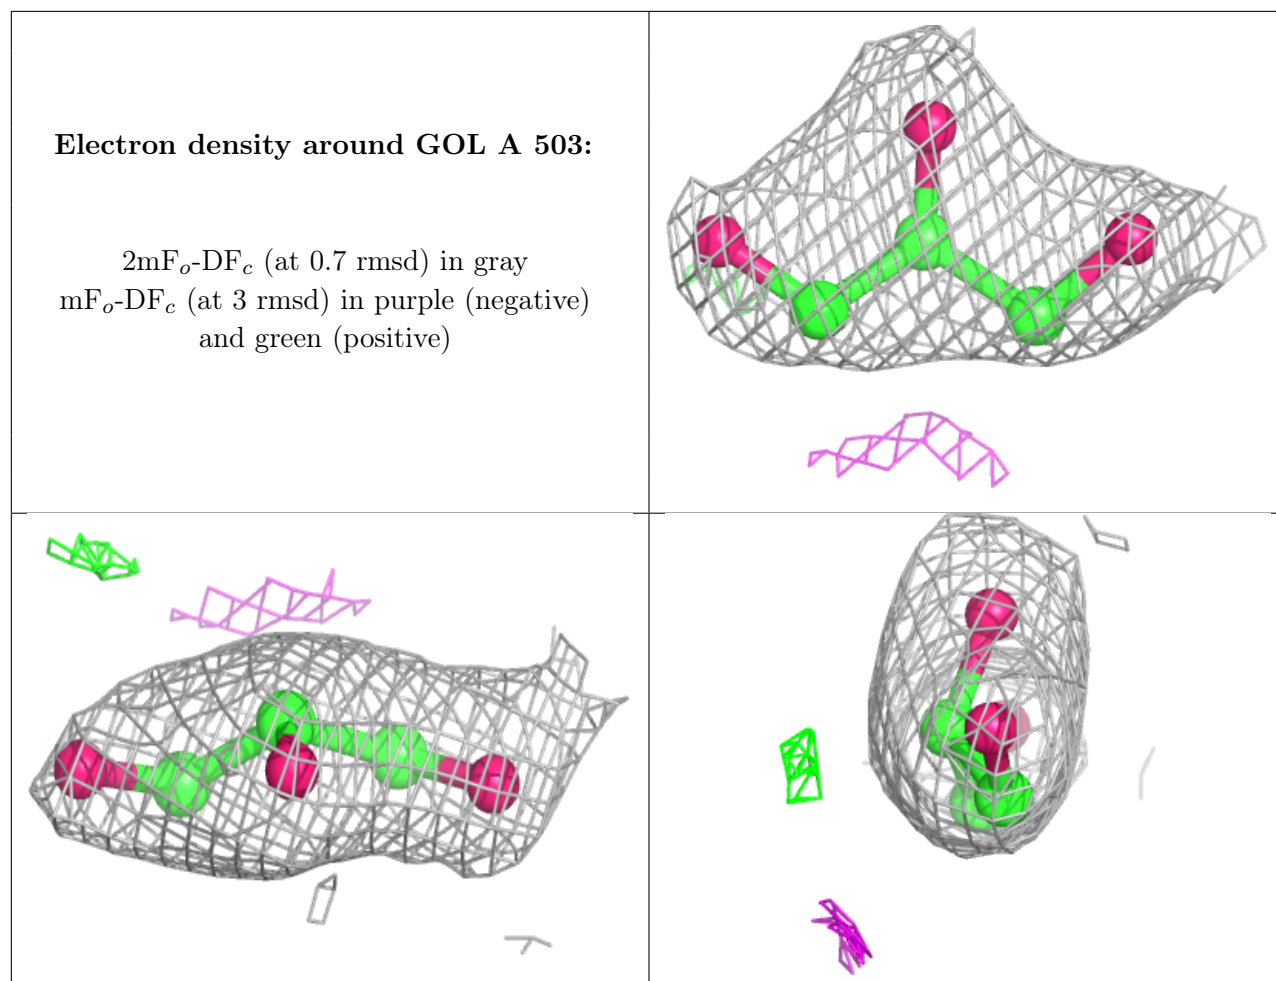 Electron density around GOL A 503:
2mFo-DFc (at 0.7 rmsd) in gray
mFo-DFc (at 3 rmsd) in purple (negative)
and green (positive)